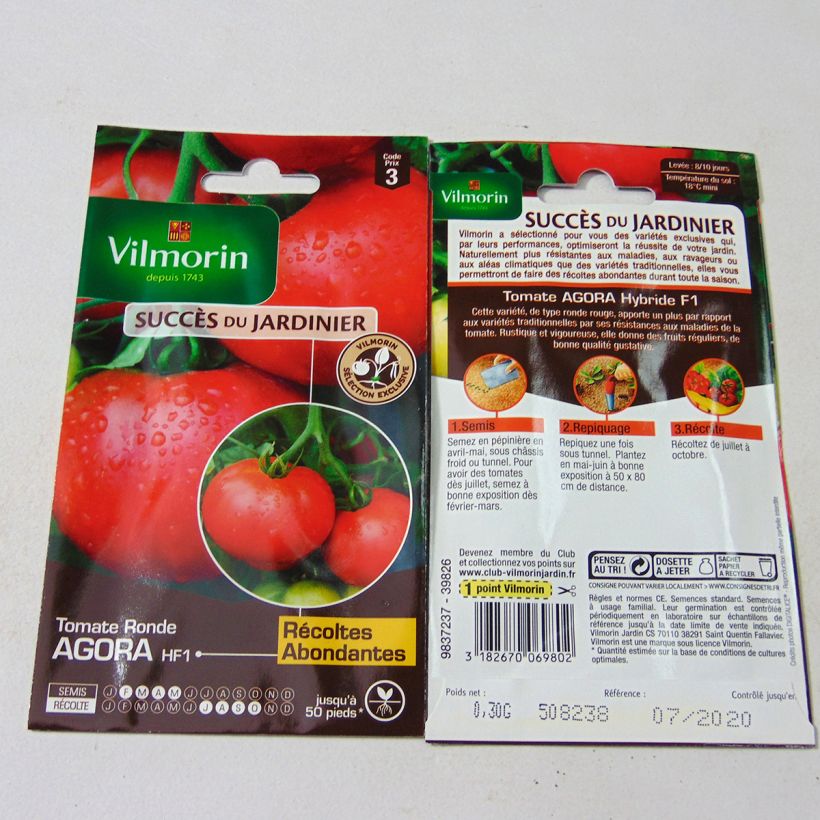 Code
Prix
3
Vilmorin
depuis 1743
SUCCÈS DU JARDINIER
VILMORIN
SÉLECTION EXCLUSIVE
Tomate Ronde
AGORA HF1
Récoltes
Abondantes
SEMIS J F M A M J J A S O N D
RÉCOLTE J F M A M J J A S O N D
jusqu'à
50 pieds*
Vilmorin
depuis 1743
Levée : 8/10 jours
Température du sol :
18°C mini
SUCCÈS DU JARDINIER
Vilmorin a sélectionné pour vous des variétés exclusives qui,
par leurs performances, optimiseront la réussite de votre jardin.
Naturellement plus résistantes aux maladies, aux ravageurs ou
aux aléas climatiques que des variétés traditionnelles, elles vous
permettront de faire des récoltes abondantes durant toute la saison.
Tomate AGORA Hybride F1
Cette variété, de type ronde rouge, apporte un plus par rapport
aux variétés traditionnelles par ses résistances aux maladies de la
tomate. Rustique et vigoureuse, elle donne des fruits réguliers, de
bonne qualité gustative.
1.Semis
Semez en pépinière en
avril-mai, sous châssis
froid ou tunnel. Pour
avoir des tomates
dès juillet, semez à
bonne exposition dès
février-mars.
2.Repiquage
Repiquez une fois
sous tunnel. Plantez
en mai-juin à bonne
exposition à 50 x 80
cm de distance.
3.Récolte
Récoltez de juillet à
octobre.
Devenez membre du Club
et collectionnez vos points sur
www.club-vilmorinjardin.fr
1 point Vilmorin
9837237 - 39826
3 182670 069802
PENSEZ
AU TRI !
DOSETTE
A JETER
SACHET
PAPIER
A RECYCLER
CONSIGNE POUVANT VARIER LOCALEMENT > WWW.CONSIGNESDETRI.FR
Règles et normes CE. Semences standard. Semences
à usage familial. Leur germination est contrôlée
périodiquement en laboratoire sur échantillons de
référence jusqu'à la date limite de vente indiquée.
Vilmorin Jardin CS 70110 38291 Saint Quentin Fallavier.
Vilmorin est une marque sous licence Vilmorin.
* Quantité estimée sur la base de conditions de cultures
optimales.
Crédits photos DIGITALICE - Reproduction même partielle interdite
Poids net :
0,30G
Référence :
508238
Contrôlé jusqu'er
07/2020